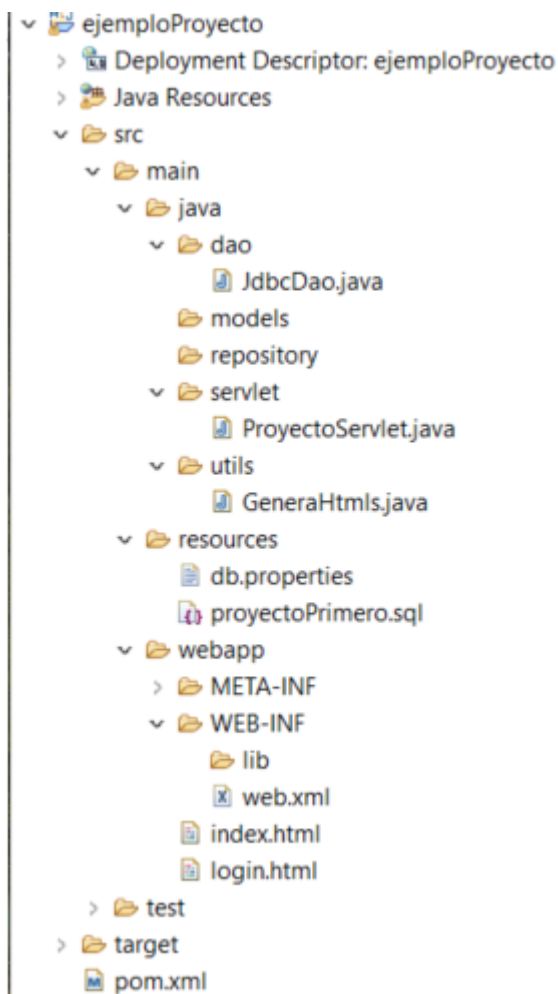 ejemploProyecto
Deployment Descriptor: ejemploProyecto
Java Resources
src
main
java
dao
JdbcDao.java
models
repository
servlet
ProyectoServlet.java
utils
GeneraHtmls.java
resources
db.properties
proyectoPrimero.sql
webapp
META-INF
WEB-INF
lib
web.xml
index.html
login.html
test
target
pom.xml